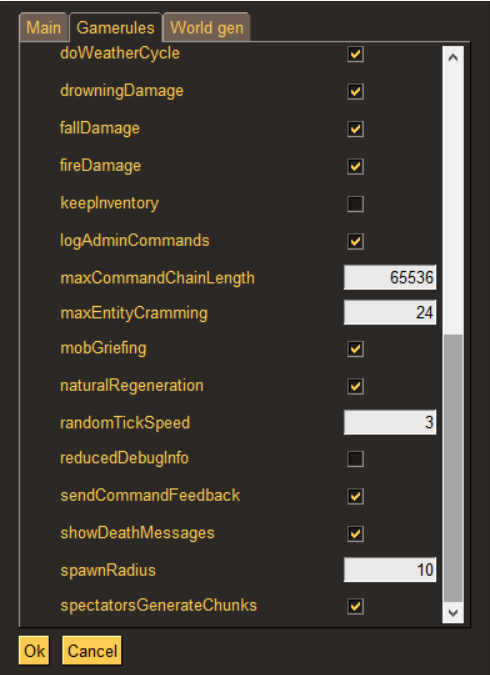 Main Gamerules World gen
doWeatherCycle
drowningDamage
fallDamage
fireDamage
keepInventory
logAdminCommands
maxCommandChainLength 65536
maxEntityCramming 24
mobGriefing
naturalRegeneration
randomTickSpeed 3
reducedDebugInfo
sendCommandFeedback
showDeathMessages
spawnRadius 10
spectatorsGenerateChunks
Ok Cancel